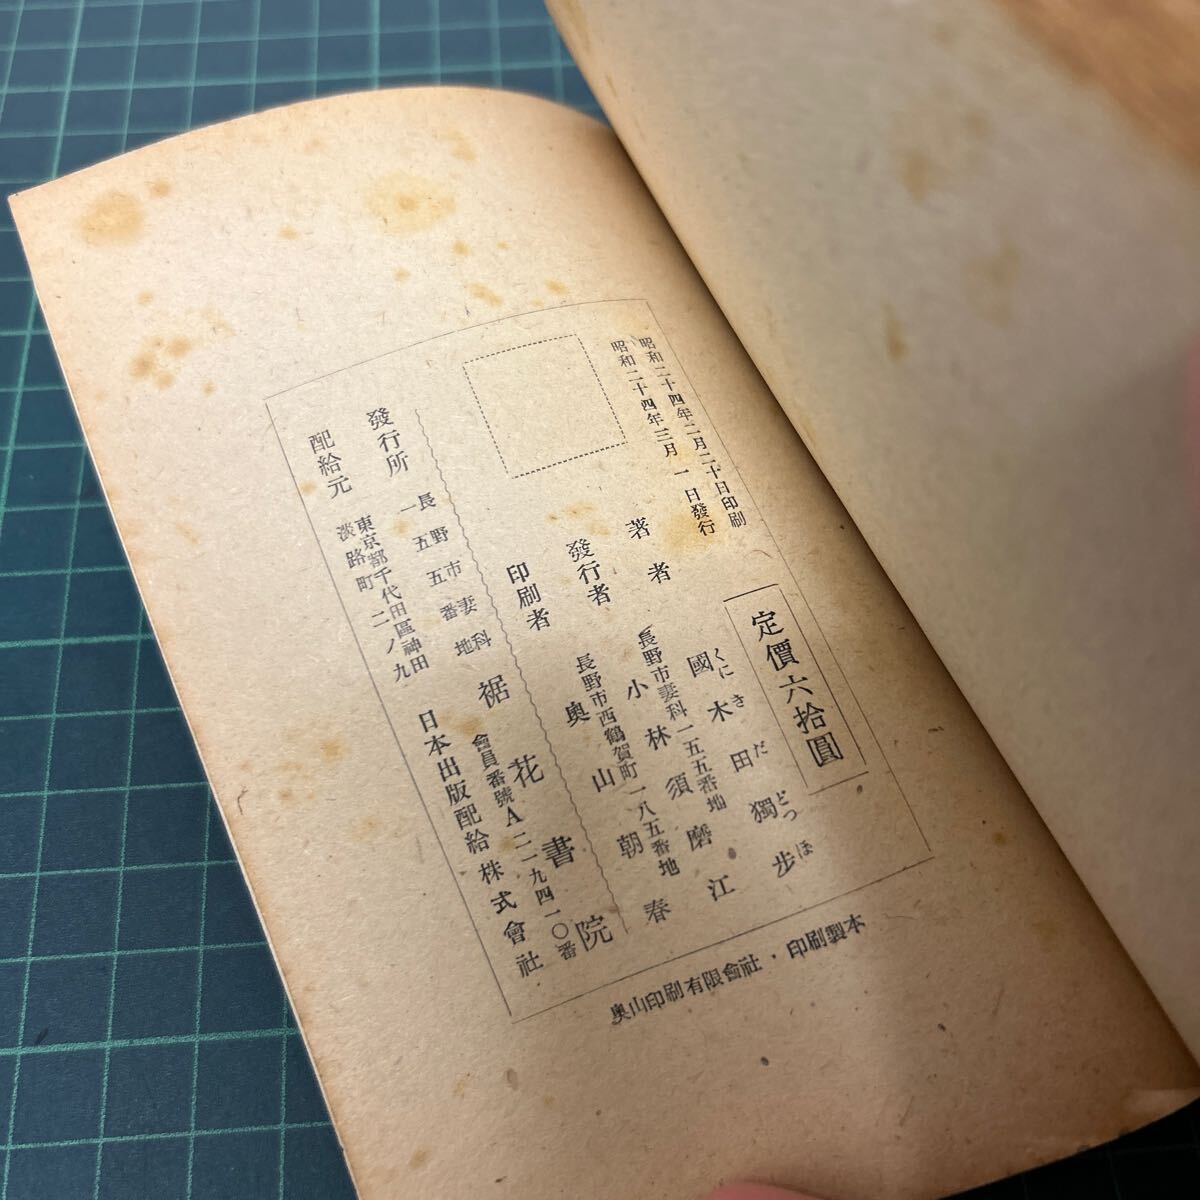 昭和二十四年二月二十日印刷
昭和二十四年三月一日發行
定價六拾圓
著者
國木田獨步
くにきだどつほ
發行者
長野市妻科一五五番地
小林須磨江
印刷者
長野市西鶴賀町一八五番地
奥山朝春
發行所
長野市妻科
一五五番地
裾花書院
會員番號A二一九四一〇番
配給元
東京都千代田區神田
淡路町二ノ九
日本出版配給株式會社
奥山印刷有限會社・印刷製本